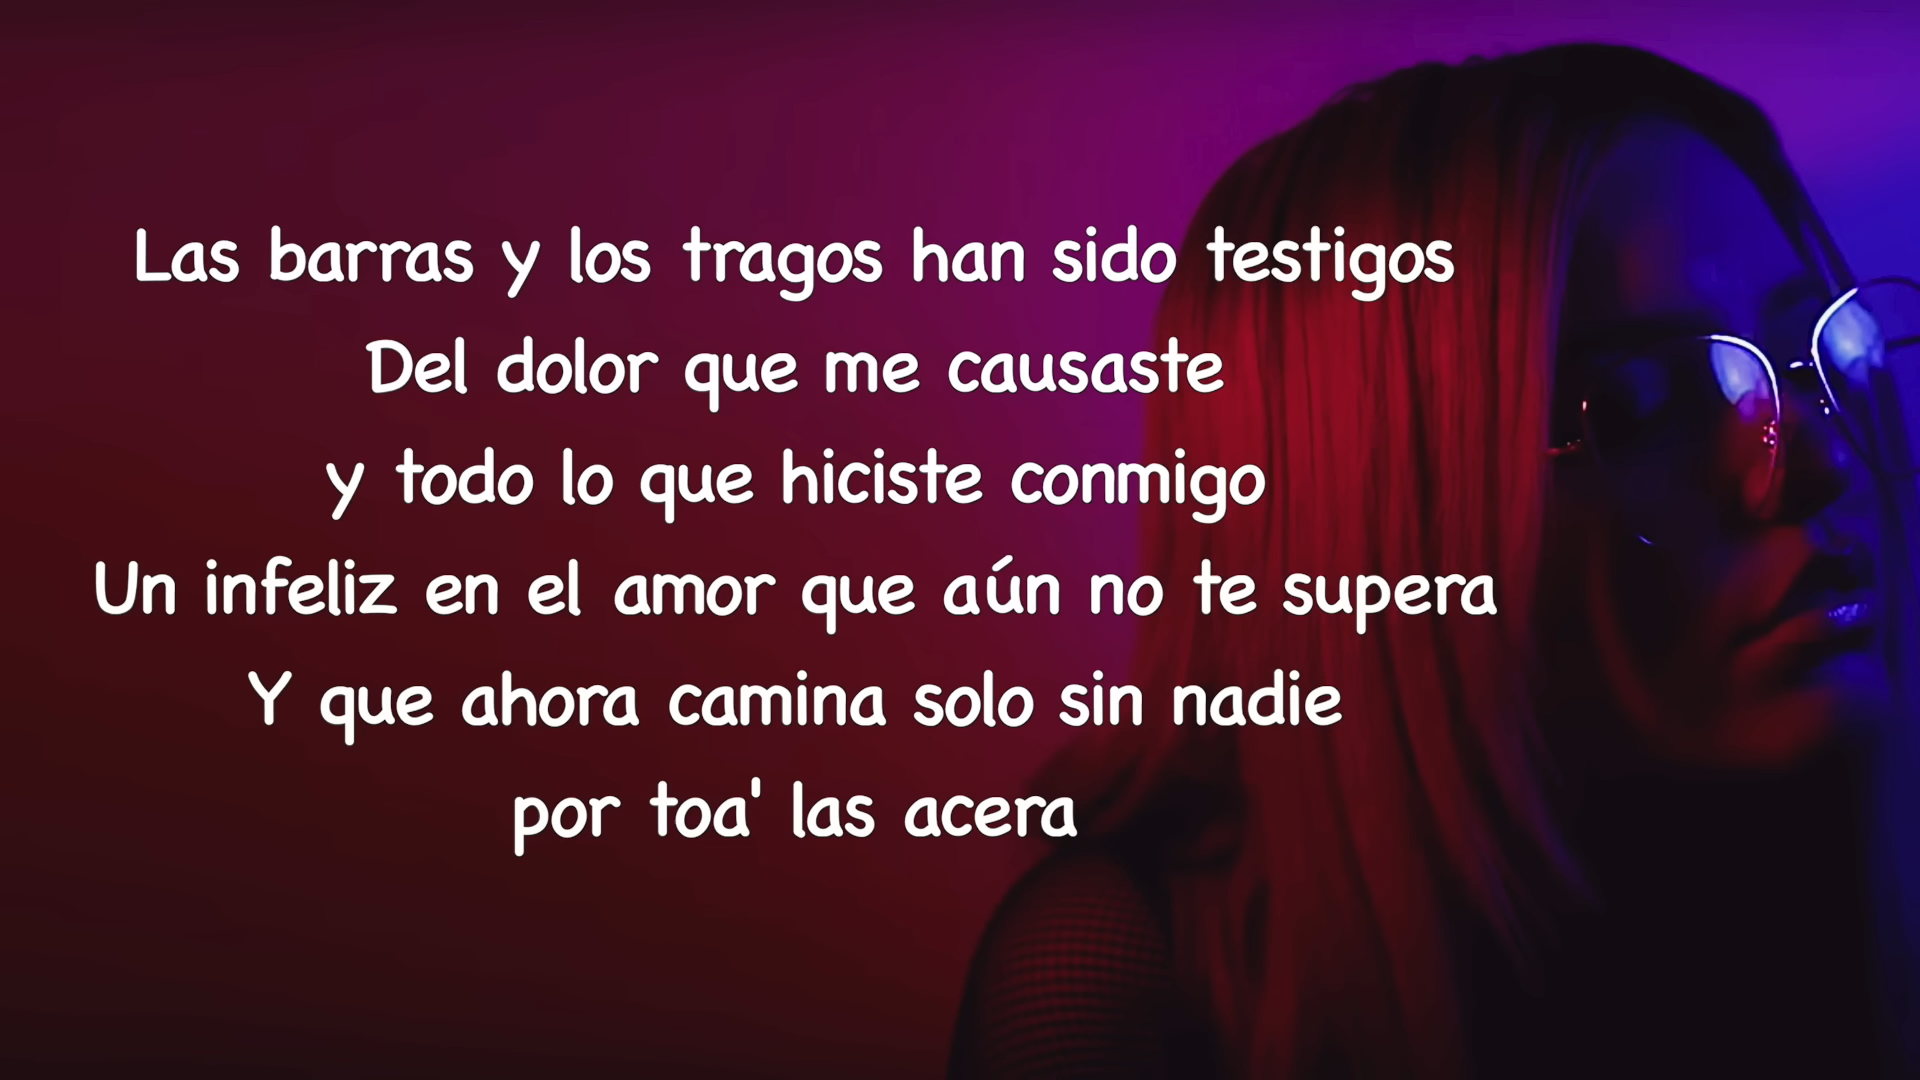 Las barras y los tragos han sido testigos
Del dolor que me causaste
y todo lo que hiciste conmigo
Un infeliz en el amor que aún no te supera
Y que ahora camina solo sin nadie
por toa' las acera